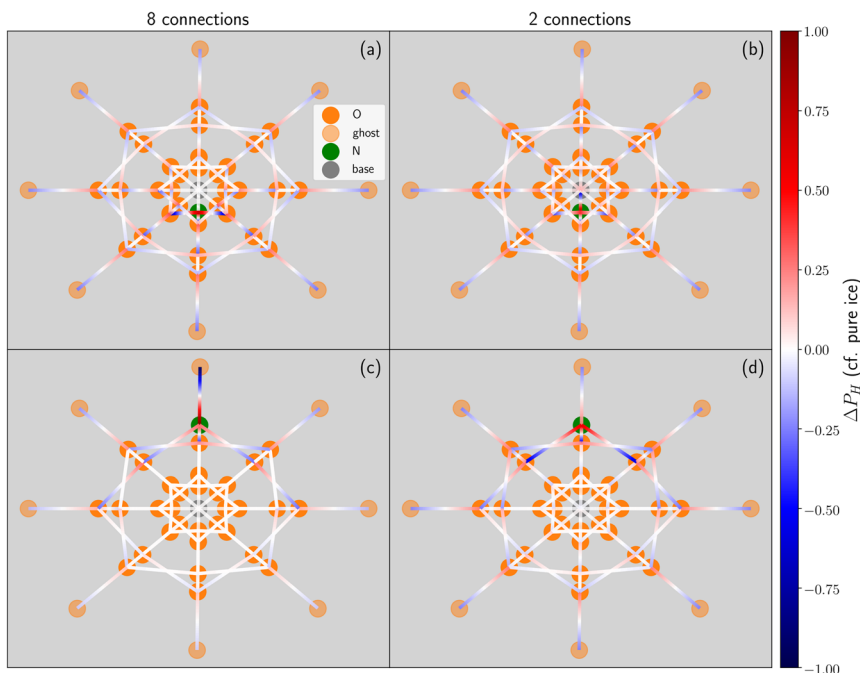 8 connections
2 connections
(a)
(b)
O
ghost
N
base
(c)
(d)
1.00
0.75
0.50
0.25
0.00
−0.25
−0.50
−0.75
−1.00
ΔP_H (cf. pure ice)